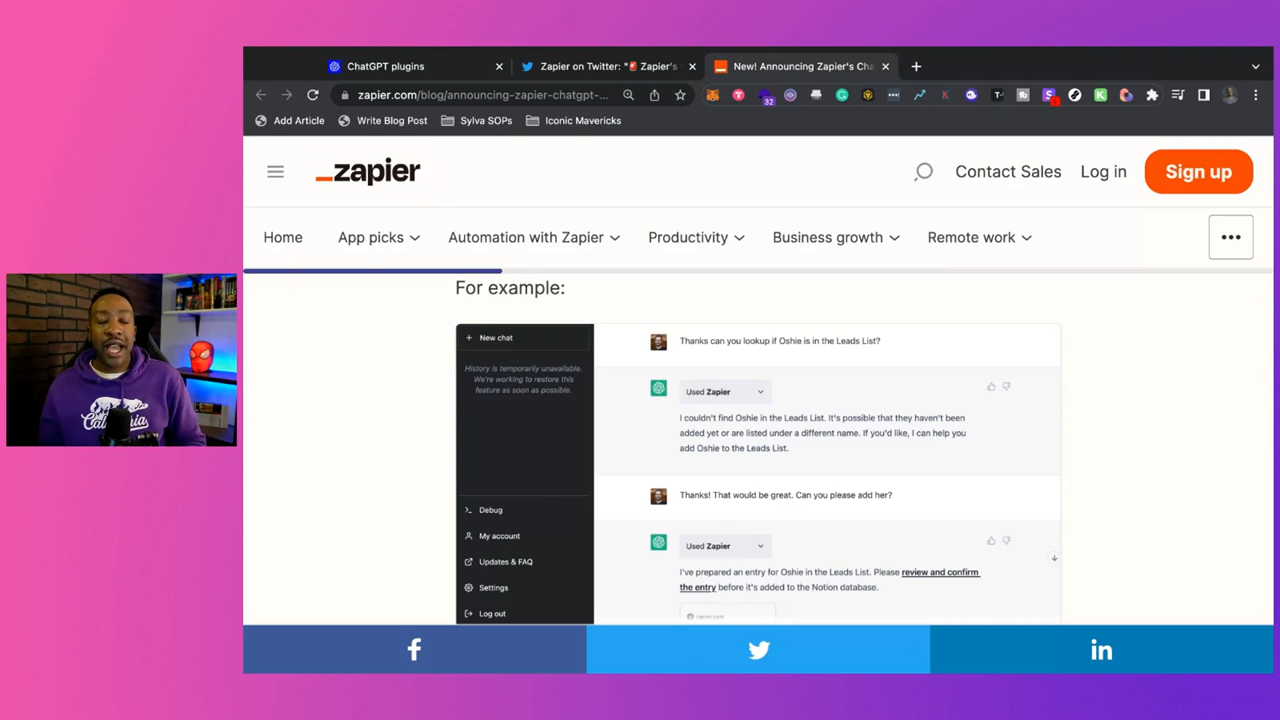 ChatGPT plugins
Zapier on Twitter: "🚨 Zapier's
New! Announcing Zapier's Cha
zapier.com/blog/announcing-zapier-chatgpt-...
32
Add Article
Write Blog Post
Sylva SOPs
Iconic Mavericks
zapier
Contact Sales
Log in
Sign up
Home
App picks
Automation with Zapier
Productivity
Business growth
Remote work
For example:
New chat
History is temporarily unavailable.
We're working to restore this
feature as soon as possible.
Debug
My account
Updates & FAQ
Settings
Log out
Thanks can you lookup if Oshie is in the Leads List?
Used Zapier
I couldn't find Oshie in the Leads List. It's possible that they haven't been
added yet or are listed under a different name. If you'd like, I can help you
add Oshie to the Leads List.
Thanks! That would be great. Can you please add her?
Used Zapier
I've prepared an entry for Oshie in the Leads List. Please review and confirm
the entry before it's added to the Notion database.
zapier.com
California